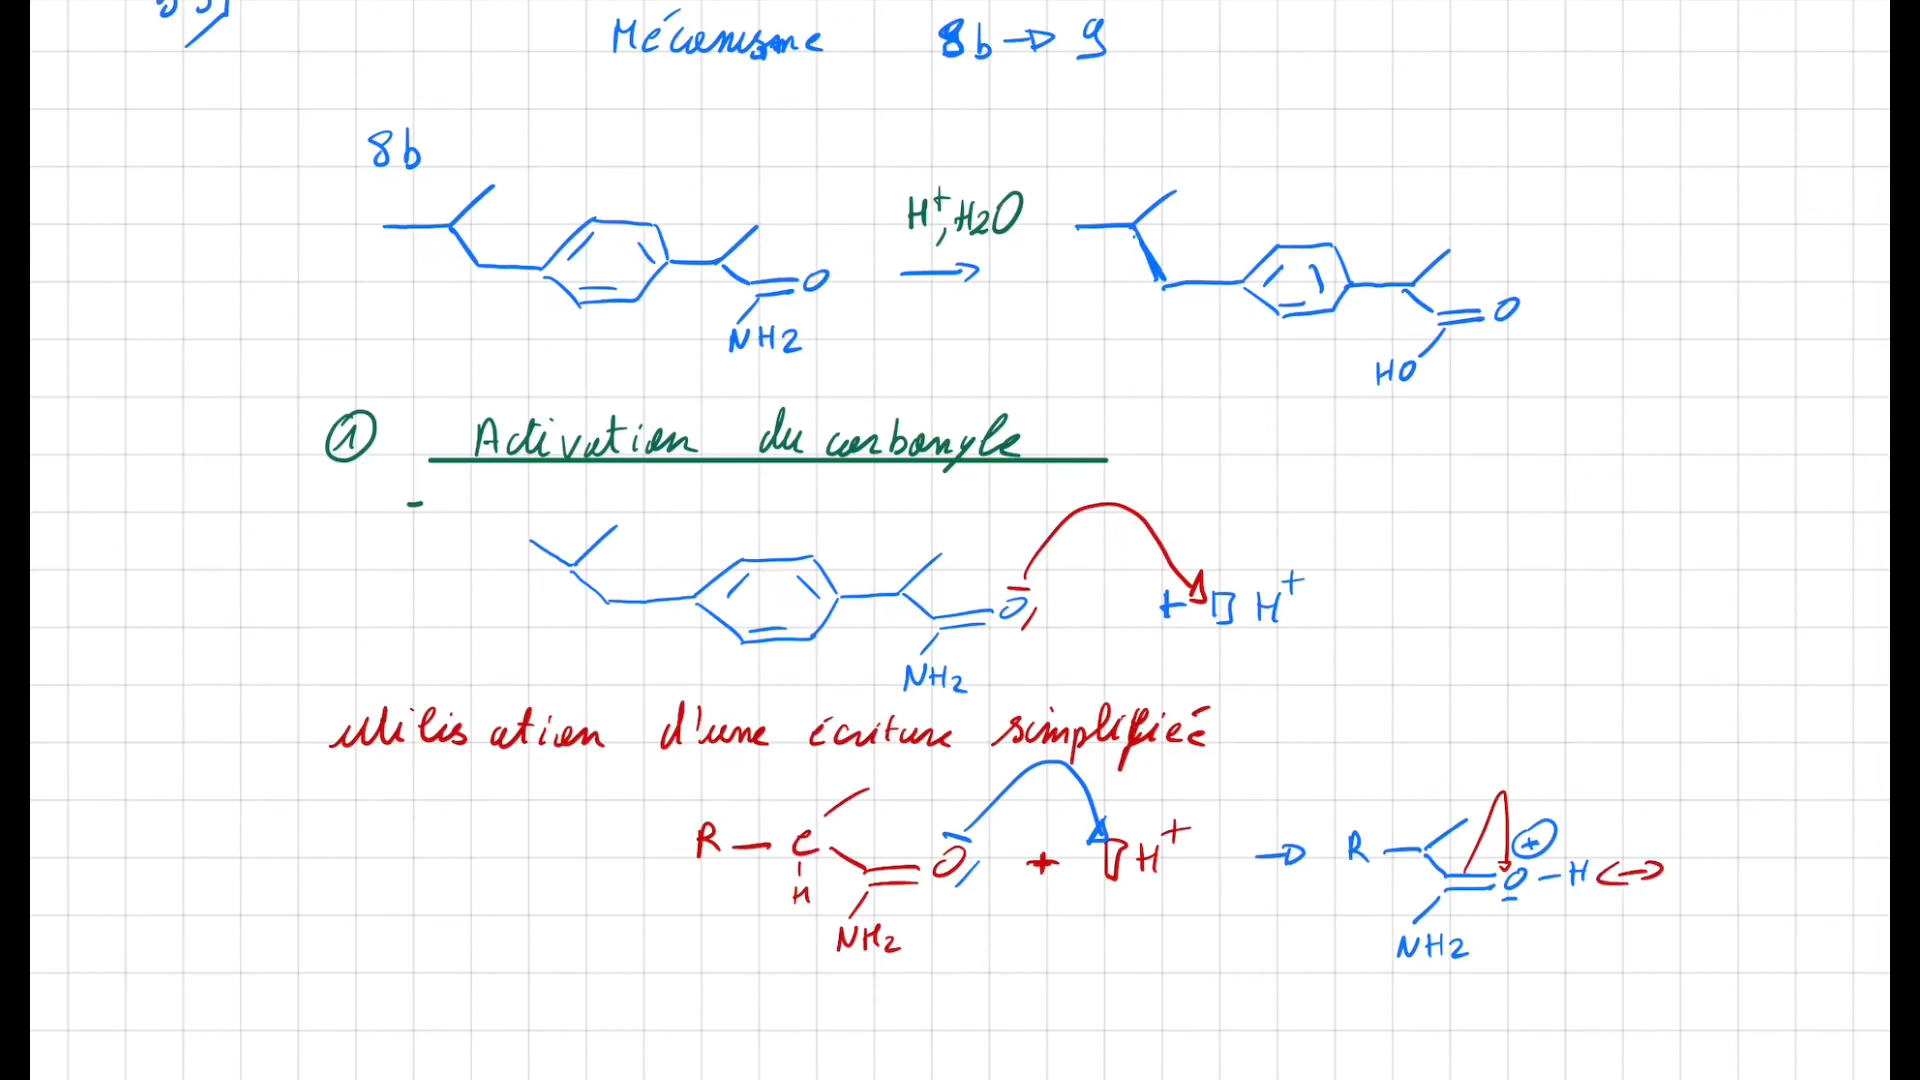 Mécanisme 8b → 9
8b
H+, H2O
O
NH2
O
HO
① Activation du carbonyle
-
O
+ H+
NH2
utilisation d'une écriture simplifiée
R — C
H
O + H+ → R
O — H ↔
NH2
NH2